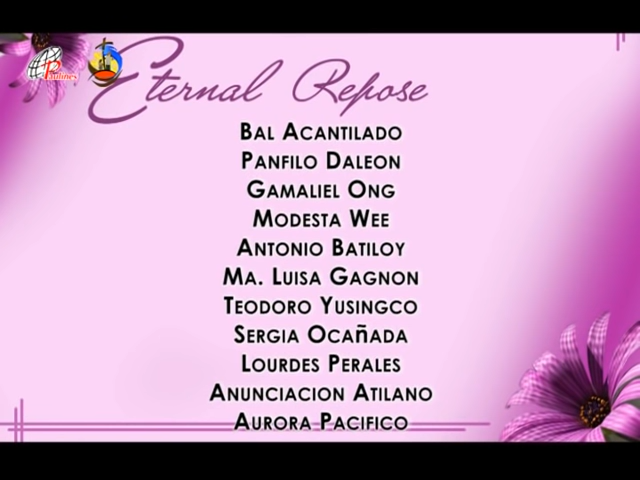 Paulines
Eternal Repose
Bal Acantilado
Panfilo Daleon
Gamaliel Ong
Modesta Wee
Antonio Batiloy
Ma. Luisa Gagnon
Teodoro Yusingco
Sergia Ocañada
Lourdes Perales
Anunciacion Atilano
Aurora Pacifico